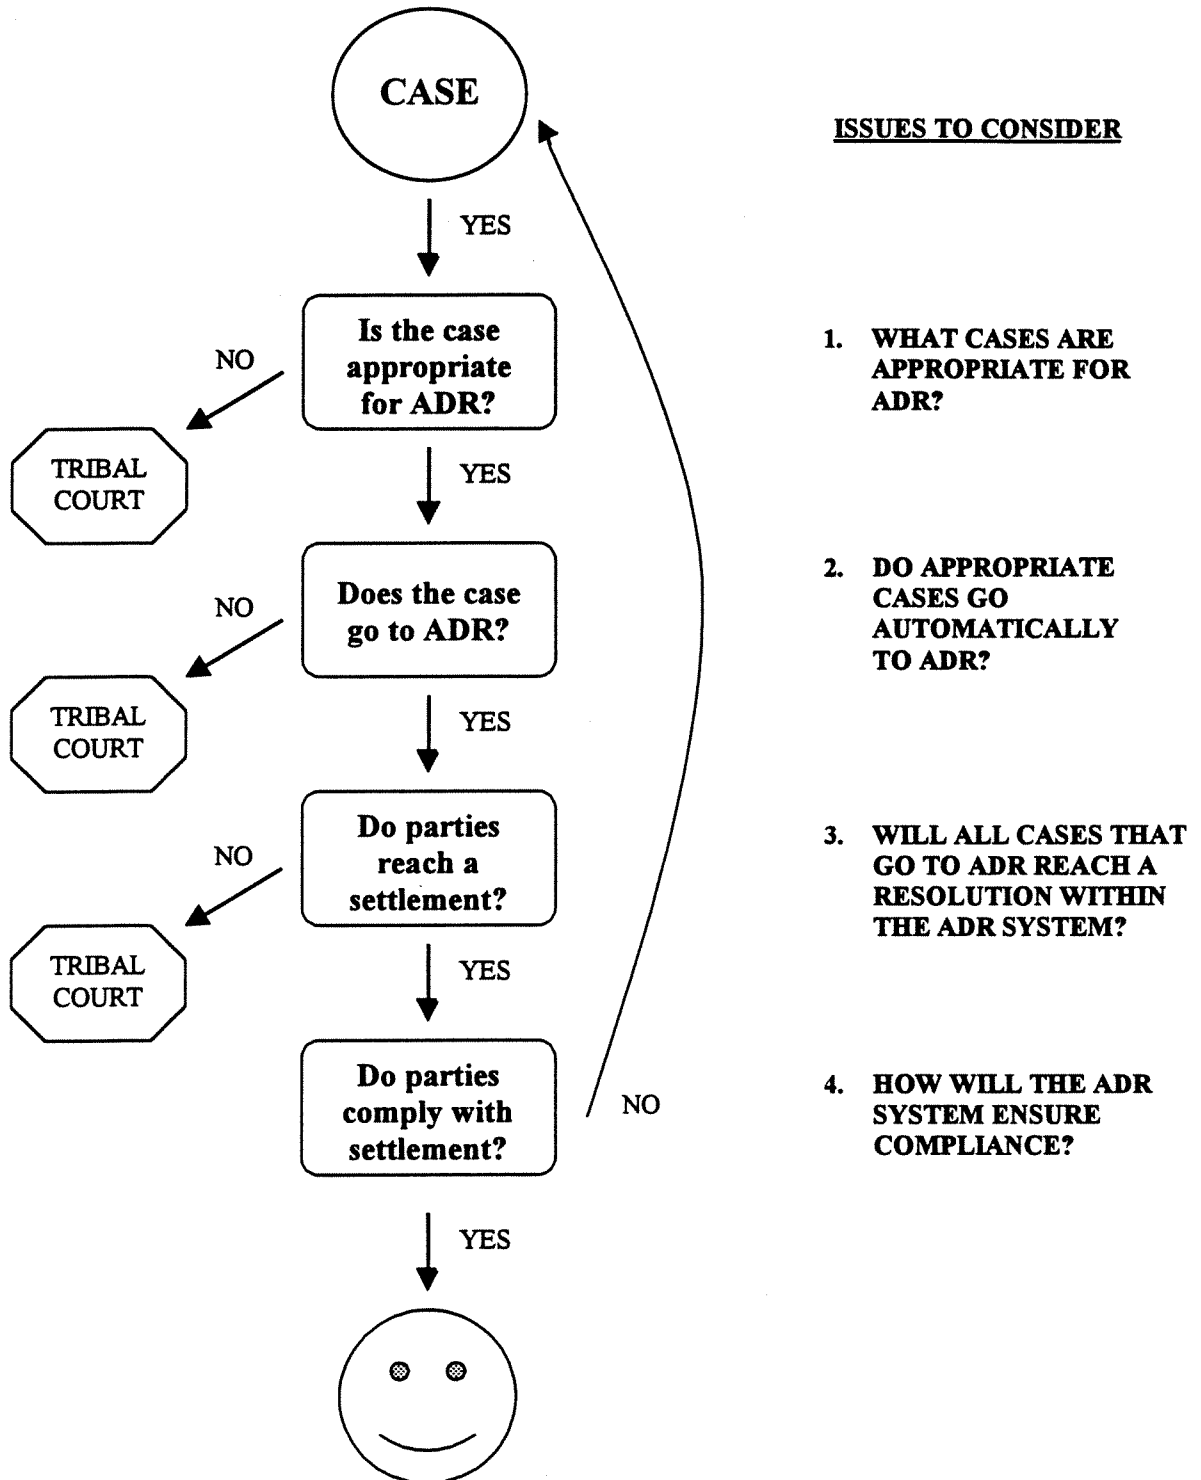 CASE
ISSUES TO CONSIDER
YES
Is the case
appropriate
for ADR?
NO
TRIBAL
COURT
1. WHAT CASES ARE
APPROPRIATE FOR
ADR?
YES
Does the case
go to ADR?
NO
TRIBAL
COURT
2. DO APPROPRIATE
CASES GO
AUTOMATICALLY
TO ADR?
YES
Do parties
reach a
settlement?
NO
TRIBAL
COURT
3. WILL ALL CASES THAT
GO TO ADR REACH A
RESOLUTION WITHIN
THE ADR SYSTEM?
YES
Do parties
comply with
settlement?
NO
4. HOW WILL THE ADR
SYSTEM ENSURE
COMPLIANCE?
YES